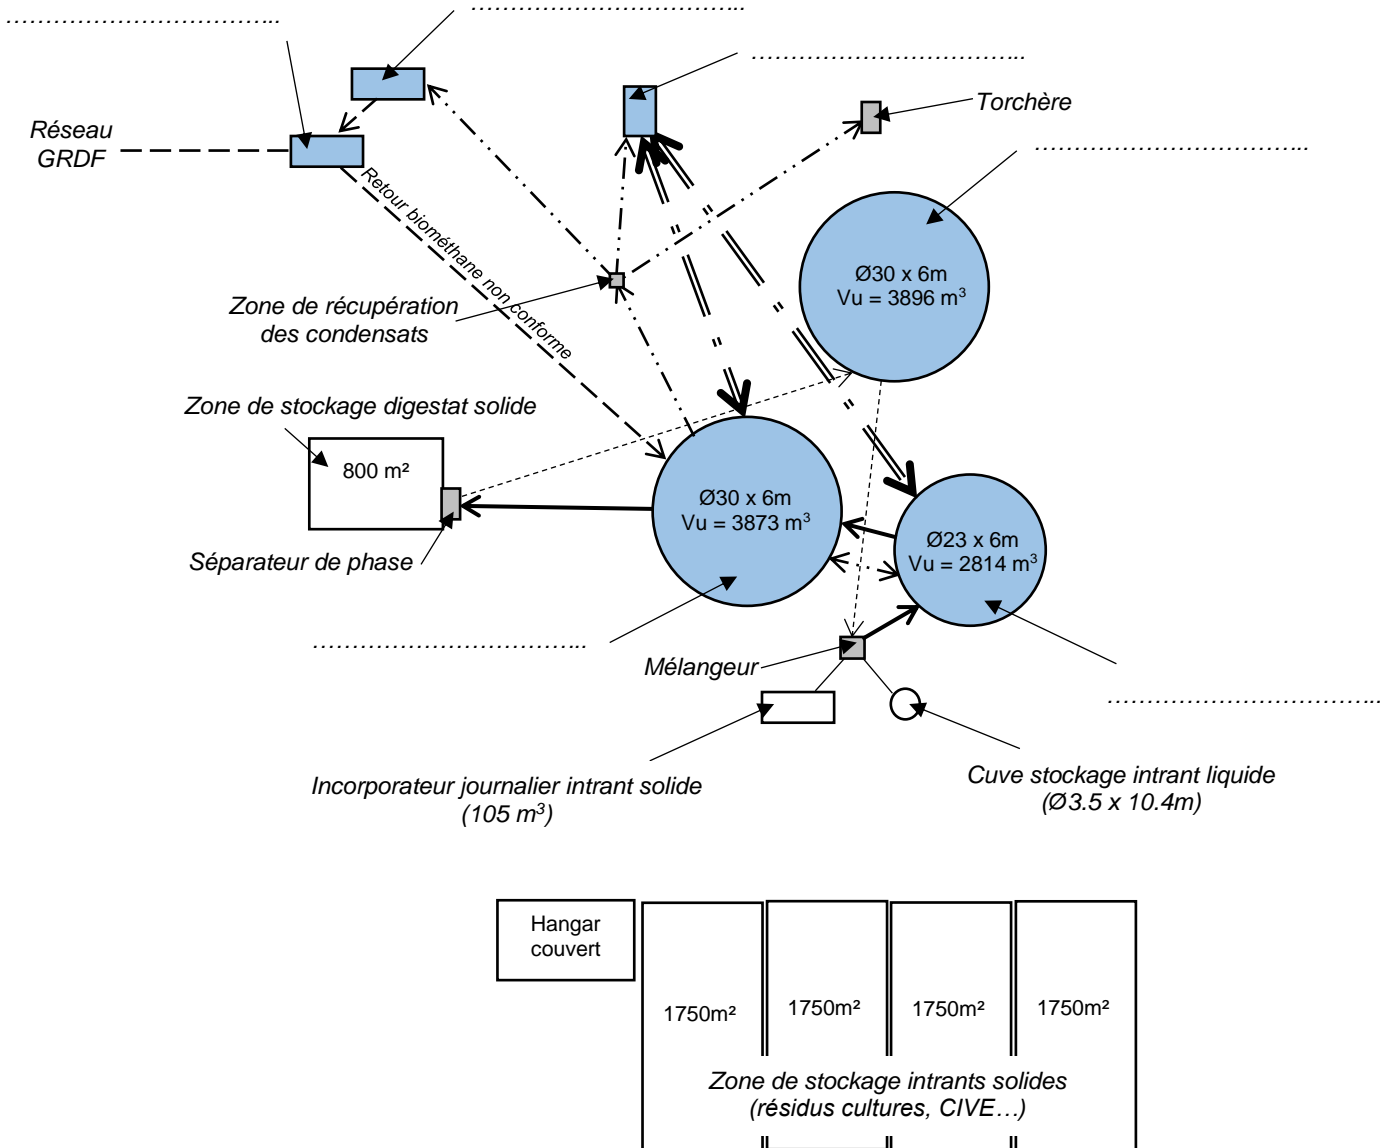 ………………………………..
………………………………..
………………………………..
Torchère
Réseau
GRDF
………………………………..
Retour biométhane non conforme
Ø30 x 6m
Vu = 3896 m³
Zone de récupération
des condensats
Zone de stockage digestat solide
800 m²
Ø30 x 6m
Vu = 3873 m³
Ø23 x 6m
Vu = 2814 m³
Séparateur de phase
………………………………..
Mélangeur
………………………………..
Incorporateur journalier intrant solide
(105 m³)
Cuve stockage intrant liquide
(Ø3.5 x 10.4m)
Hangar
couvert
1750m²
1750m²
1750m²
1750m²
Zone de stockage intrants solides
(résidus cultures, CIVE…)